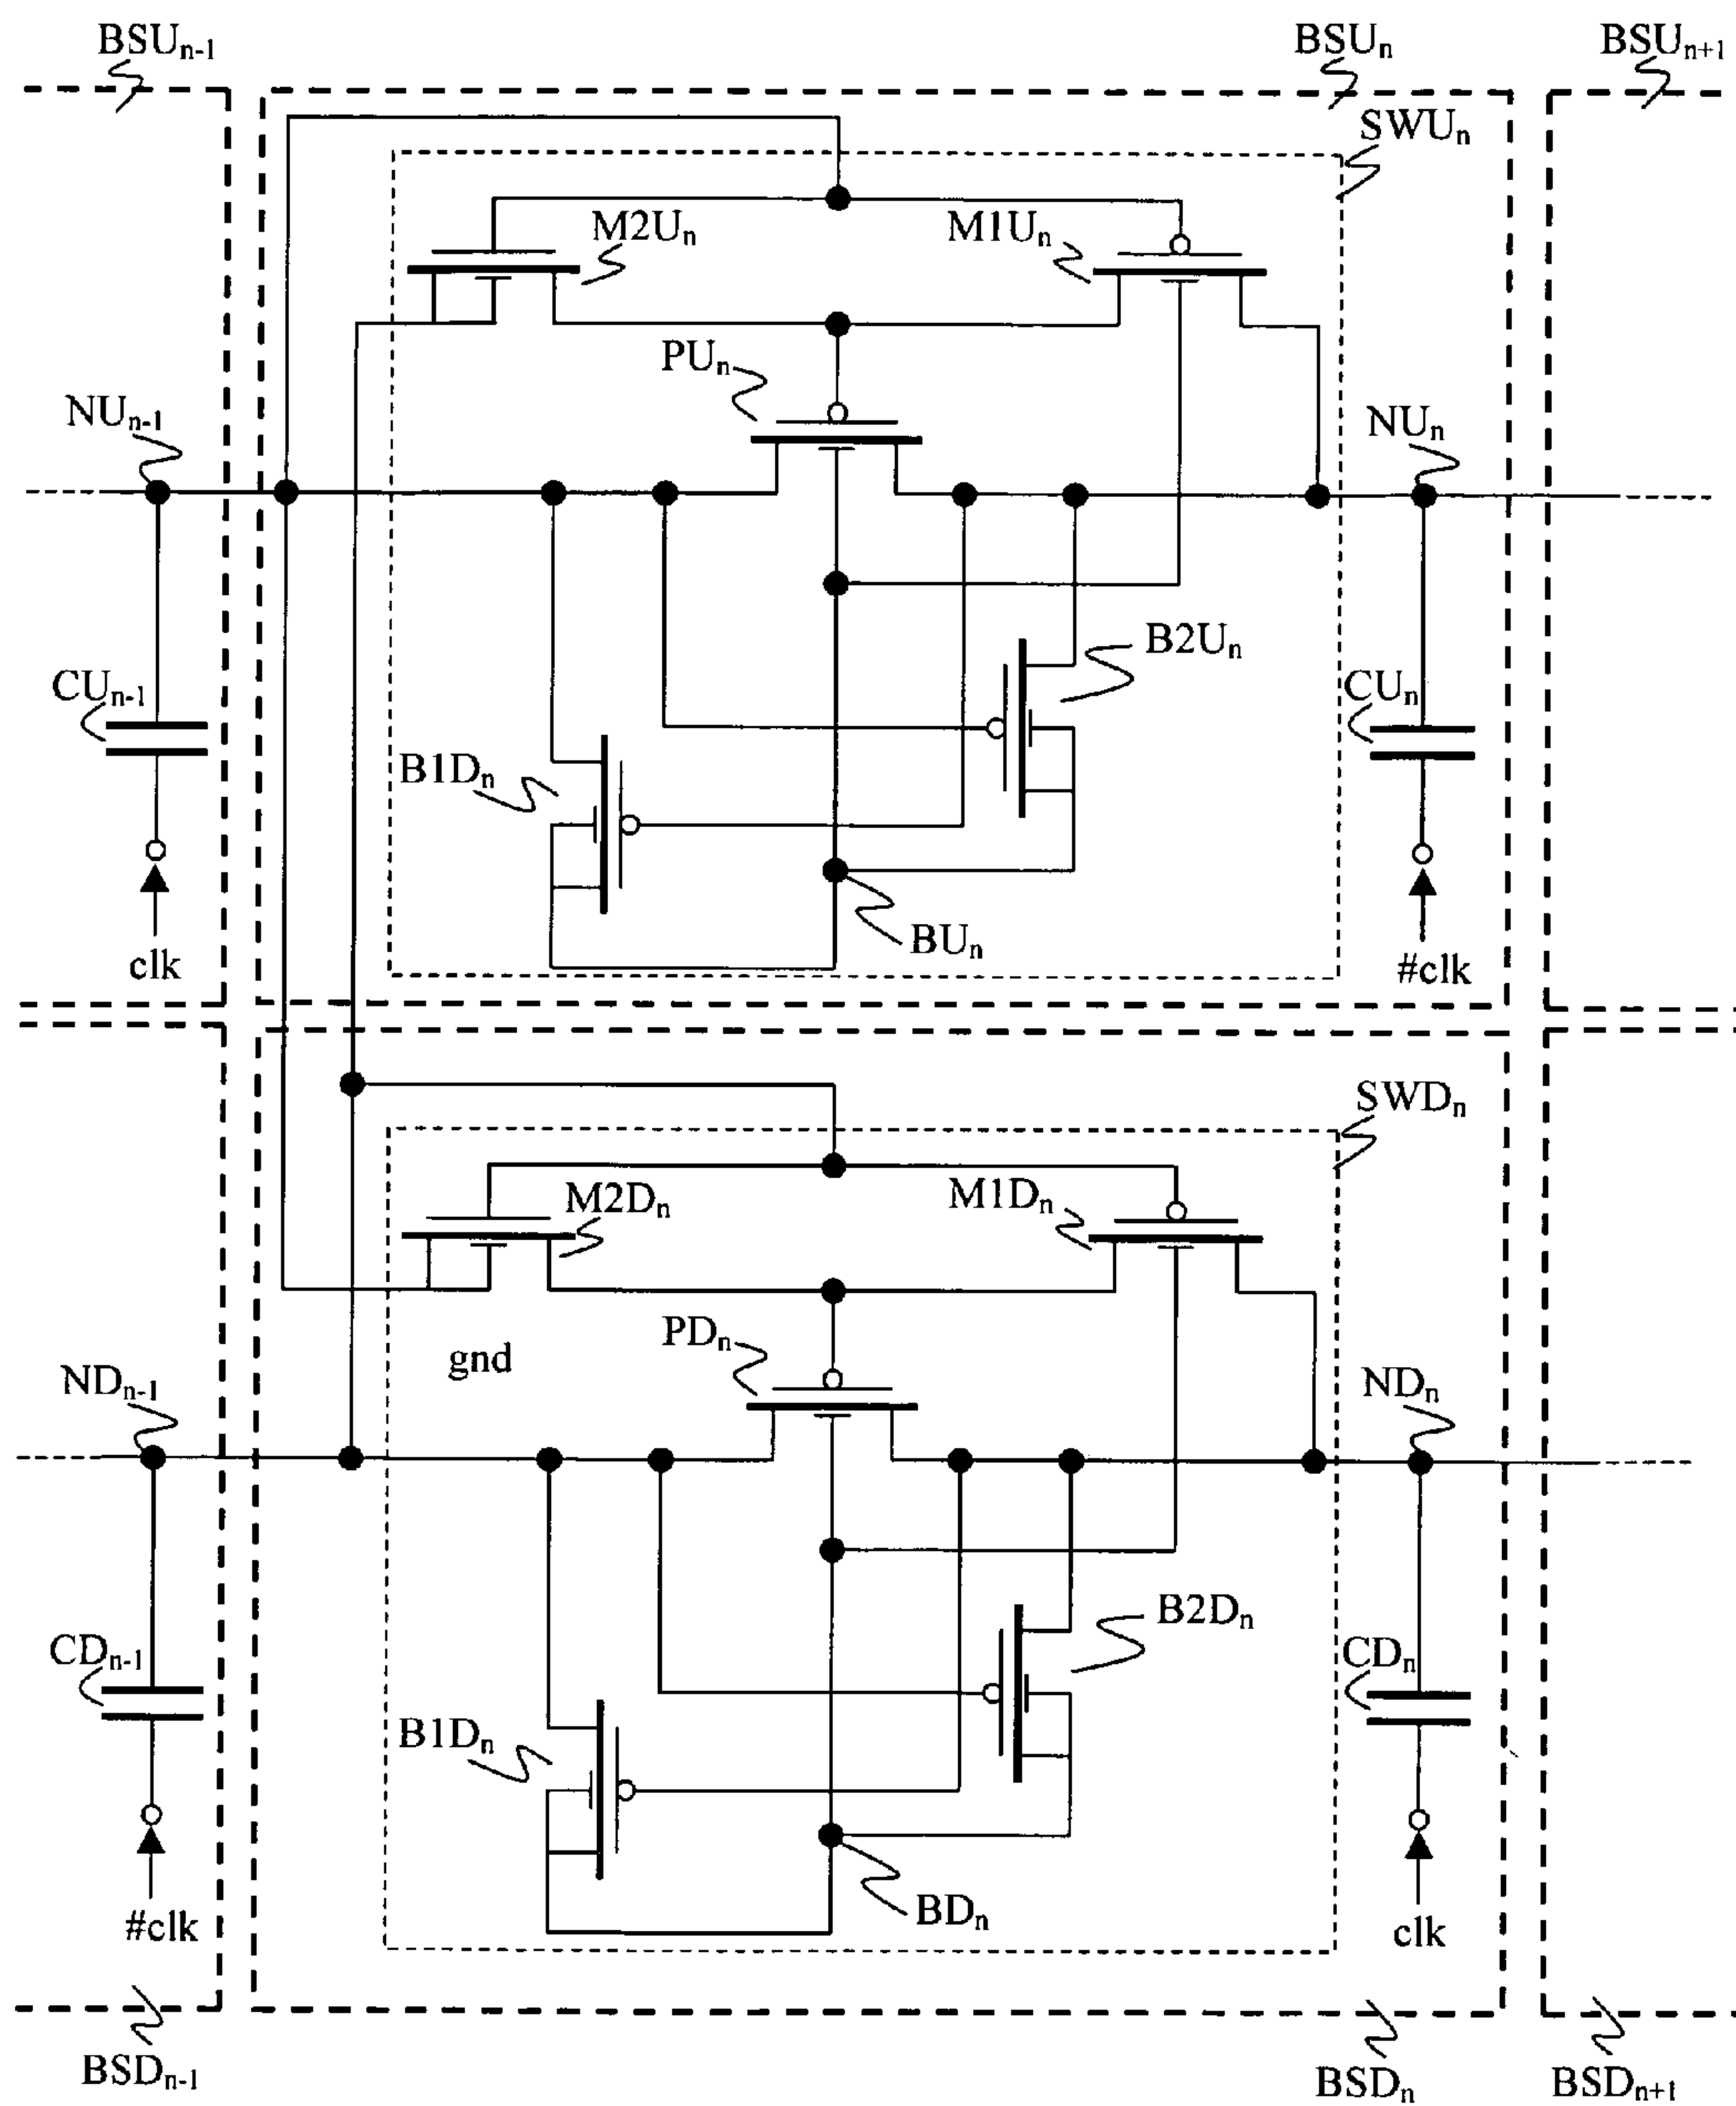 BSUn-1
BSUn
BSUn+1
SWUn
M2Un
M1Un
PUn
NUn-1
NUn
B2Un
CUn-1
CUn
B1Dn
BUn
clk
#clk
SWDn
M2Dn
M1Dn
PDn
gnd
NDn-1
NDn
B2Dn
CDn-1
CDn
B1Dn
BDn
#clk
clk
BSDn-1
BSDn
BSDn+1